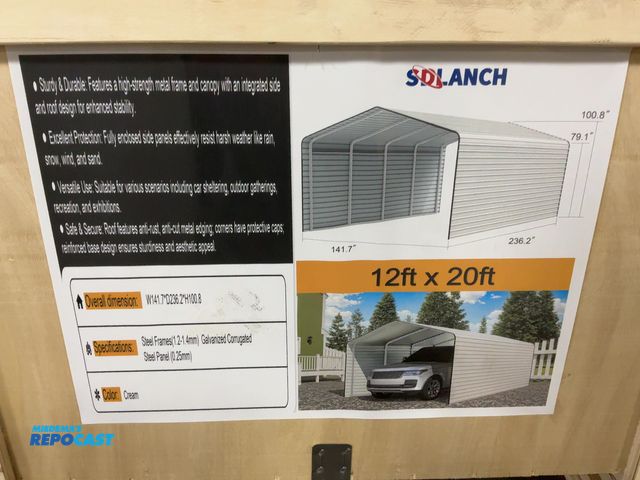 • Sturdy & Durable: Features a high-strength metal frame and canopy with an integrated side
and roof design for enhanced stability.
• Excellent Protection: Fully enclosed side panels effectively resist harsh weather like rain,
snow, wind, and sand.
• Versatile Use: Suitable for various scenarios including car sheltering, outdoor gatherings,
recreation, and exhibitions.
• Safe & Secure: Roof features anti-rust, anti-cut metal edging; corners have protective caps;
reinforced base design ensures sturdiness and aesthetic appeal.
SDLANCH
100.8"
79.1"
141.7"
236.2"
12ft x 20ft
Overall dimension: W141.7*D236.2*H100.8
Specifications: Steel Frames(1.2-1.4mm) Galvanized Corrugated
Steel Panel (0.25mm)
Color: Cream
MIEDEMA'S
REPOCAST